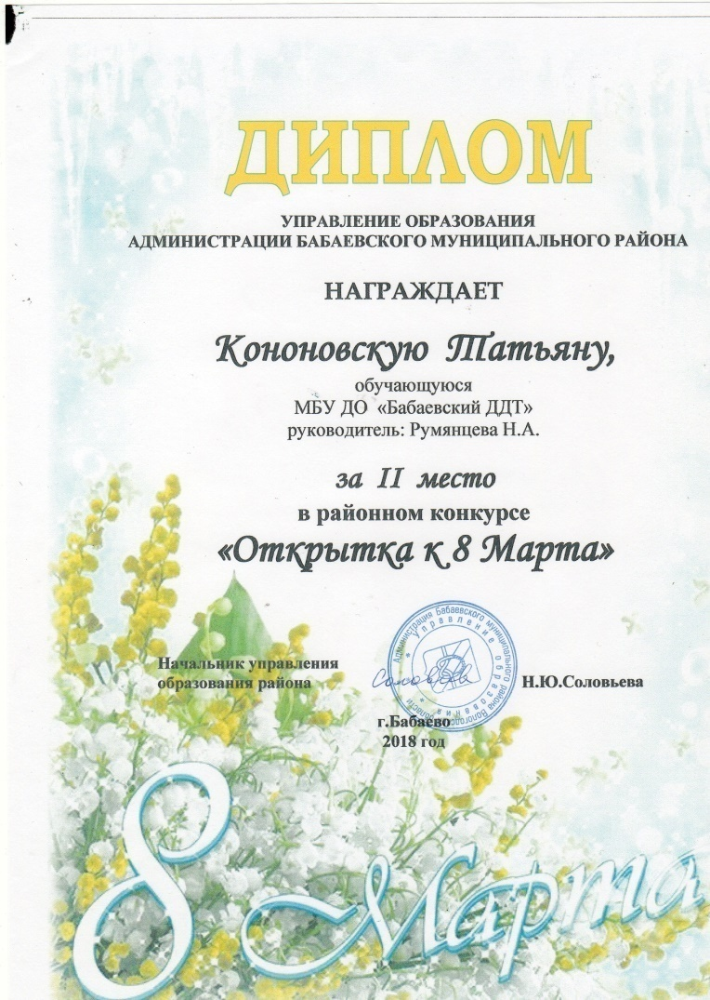 ДИПЛОМ
УПРАВЛЕНИЕ ОБРАЗОВАНИЯ
АДМИНИСТРАЦИИ БАБАЕВСКОГО МУНИЦИПАЛЬНОГО РАЙОНА
НАГРАЖДАЕТ
Кононовскую Татьяну,
обучающуюся
МБУ ДО «Бабаевский ДДТ»
руководитель: Румянцева Н.А.
за II место
в районном конкурсе
«Открытка к 8 Марта»
Администрация Бабаевского муниципального района Вологодской области
* Управление образования *
Начальник управления
образования района
Соловьева
Н.Ю.Соловьева
г.Бабаево
2018 год
8 Марта